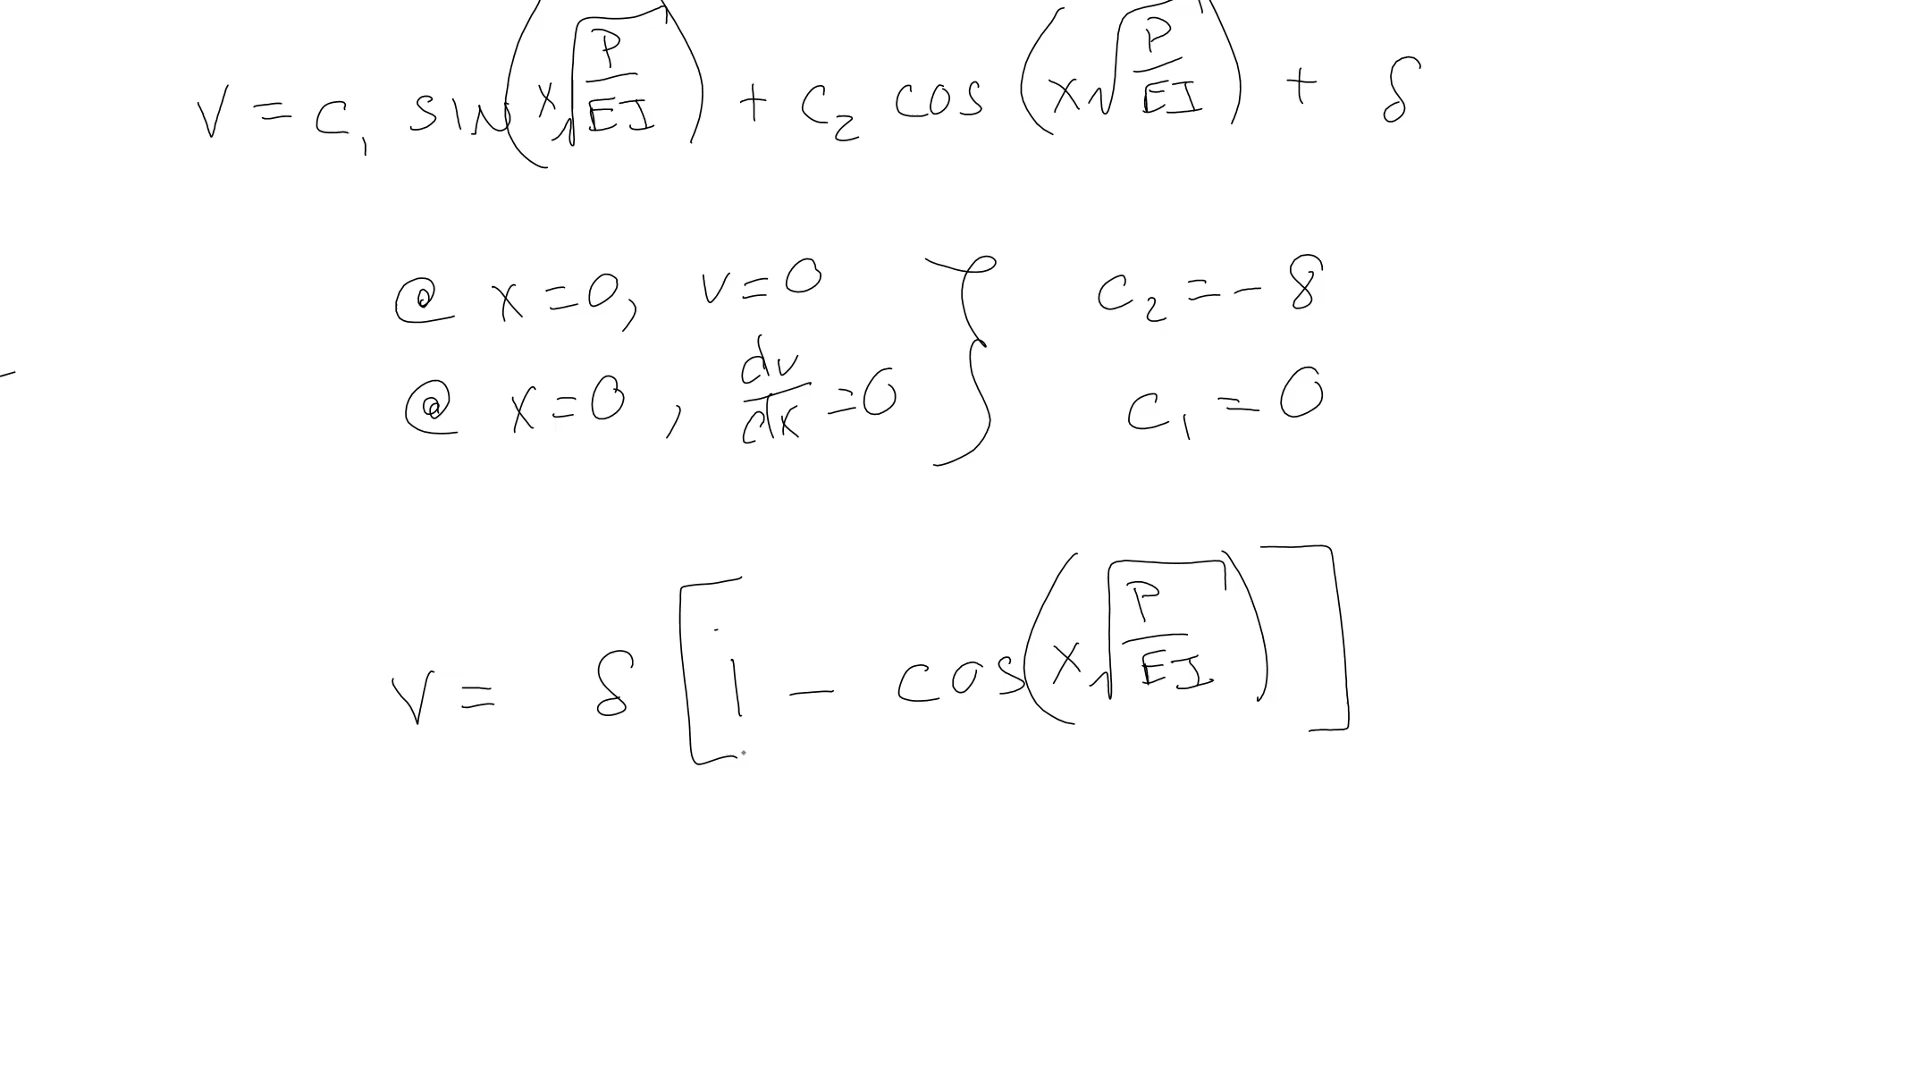 v = c₁ sin(x√(P/EI)) + c₂ cos(x√(P/EI)) + δ
@ x=0, v=0 } c₂ = -δ
@ x=0, dv/dx=0 } c₁ = 0
v = δ [1 - cos(x√(P/EI))]